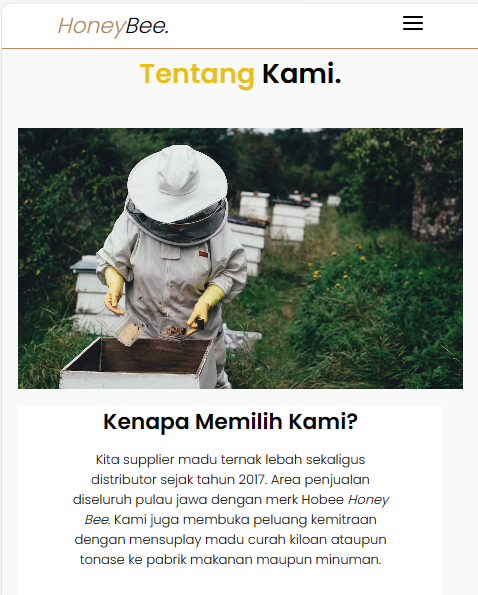 HoneyBee.
Tentang Kami.
Kenapa Memilih Kami?
Kita supplier madu ternak lebah sekaligus
distributor sejak tahun 2017. Area penjualan
diseluruh pulau jawa dengan merk Hobee Honey
Bee. Kami juga membuka peluang kemitraan
dengan mensuplay madu curah kiloan ataupun
tonase ke pabrik makanan maupun minuman.